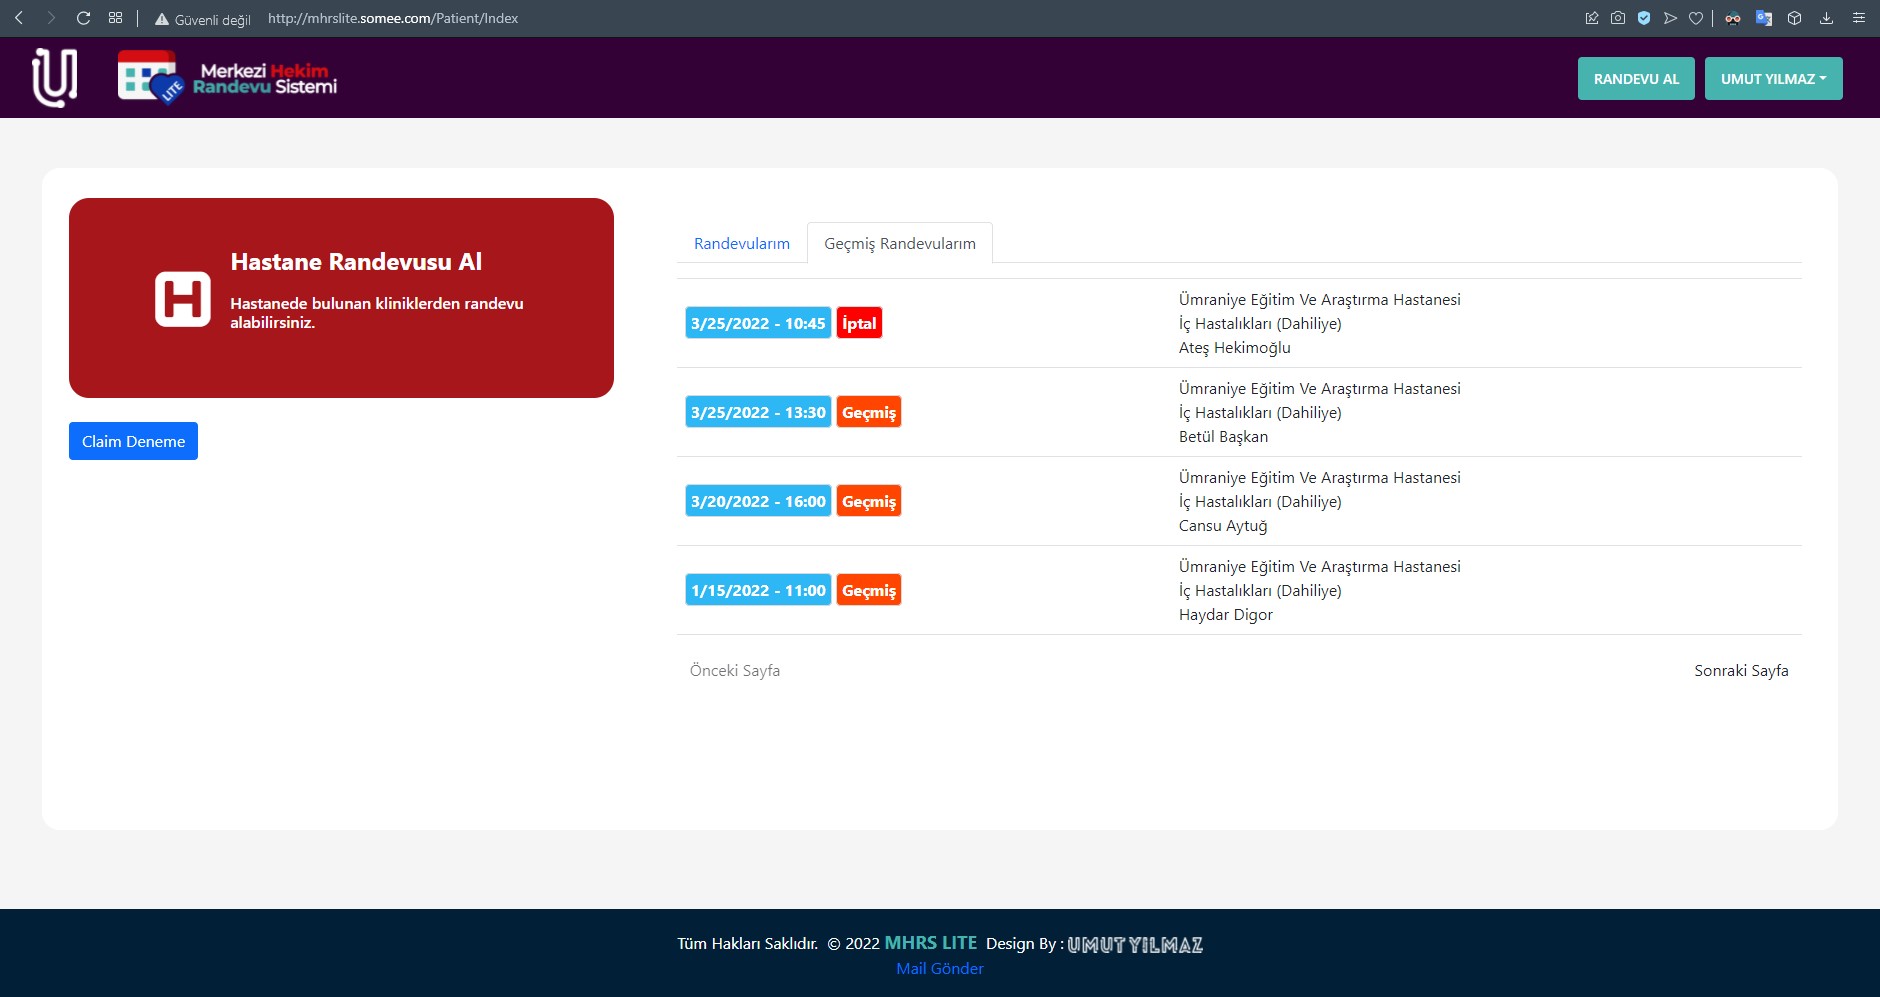 Güvenli değil http://mhrslite.somee.com/Patient/Index
Merkezi Hekim
Randevu Sistemi
LITE
RANDEVU AL
UMUT YILMAZ
Hastane Randevusu Al
H
Hastanede bulunan kliniklerden randevu
alabilirsiniz.
Claim Deneme
Randevularım
Geçmiş Randevularım
3/25/2022 - 10:45 İptal
Ümraniye Eğitim Ve Araştırma Hastanesi
İç Hastalıkları (Dahiliye)
Ateş Hekimoğlu
3/25/2022 - 13:30 Geçmiş
Ümraniye Eğitim Ve Araştırma Hastanesi
İç Hastalıkları (Dahiliye)
Betül Başkan
3/20/2022 - 16:00 Geçmiş
Ümraniye Eğitim Ve Araştırma Hastanesi
İç Hastalıkları (Dahiliye)
Cansu Aytuğ
1/15/2022 - 11:00 Geçmiş
Ümraniye Eğitim Ve Araştırma Hastanesi
İç Hastalıkları (Dahiliye)
Haydar Digor
Önceki Sayfa
Sonraki Sayfa
Tüm Hakları Saklıdır. © 2022 MHRS LITE Design By : UMUT YILMAZ
Mail Gönder